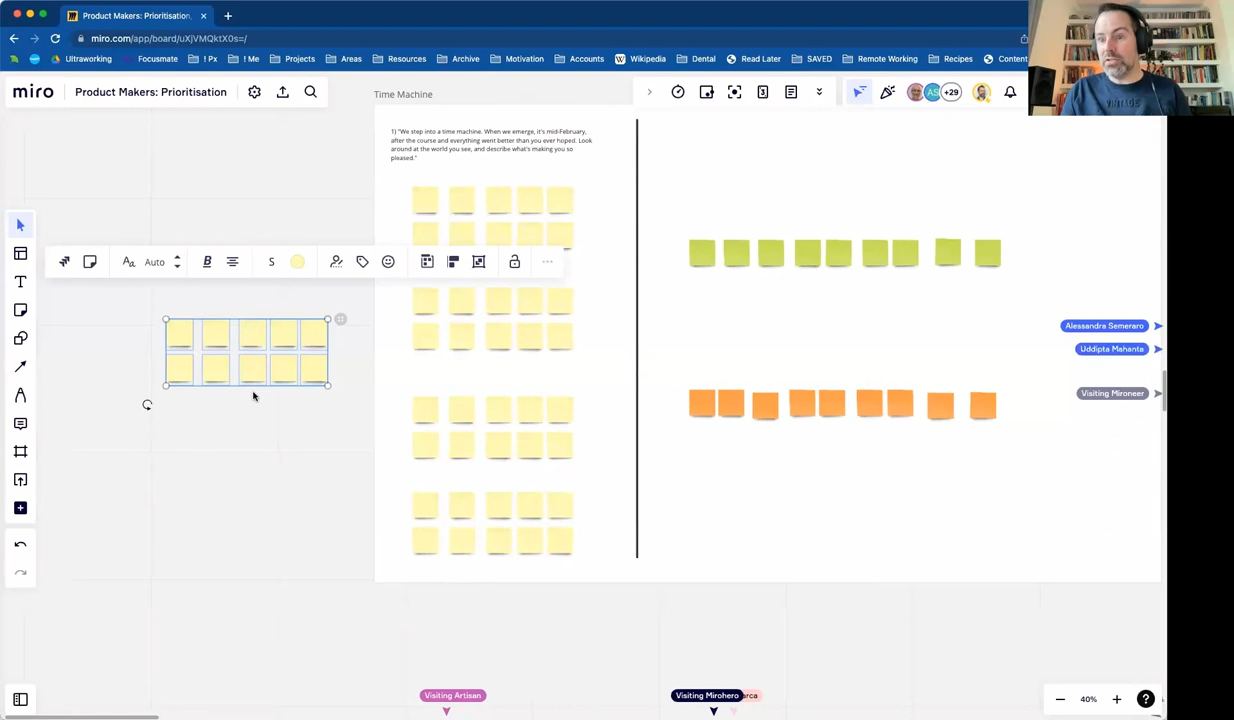 Product Makers: Prioritisation,
miro.com/app/board/uXjVMQktX0s=/
Ultraworking
Focusmate
! Px
! Me
Projects
Areas
Resources
Archive
Motivation
Accounts
Wikipedia
Dental
Read Later
SAVED
Remote Working
Recipes
Content
miro
Product Makers: Prioritisation
Time Machine
3
AS
+29
VINTAGE
1) "We step into a time machine. When we emerge, it's mid-February,
after the course and everything went better than you ever hoped. Look
around at the world you see, and describe what's making you so
pleased."
Auto
B
S
Alessandra Semeraro
Uddipta Mahanta
Visiting Mironeer
Visiting Artisan
Visiting Mirohero
arca
40%